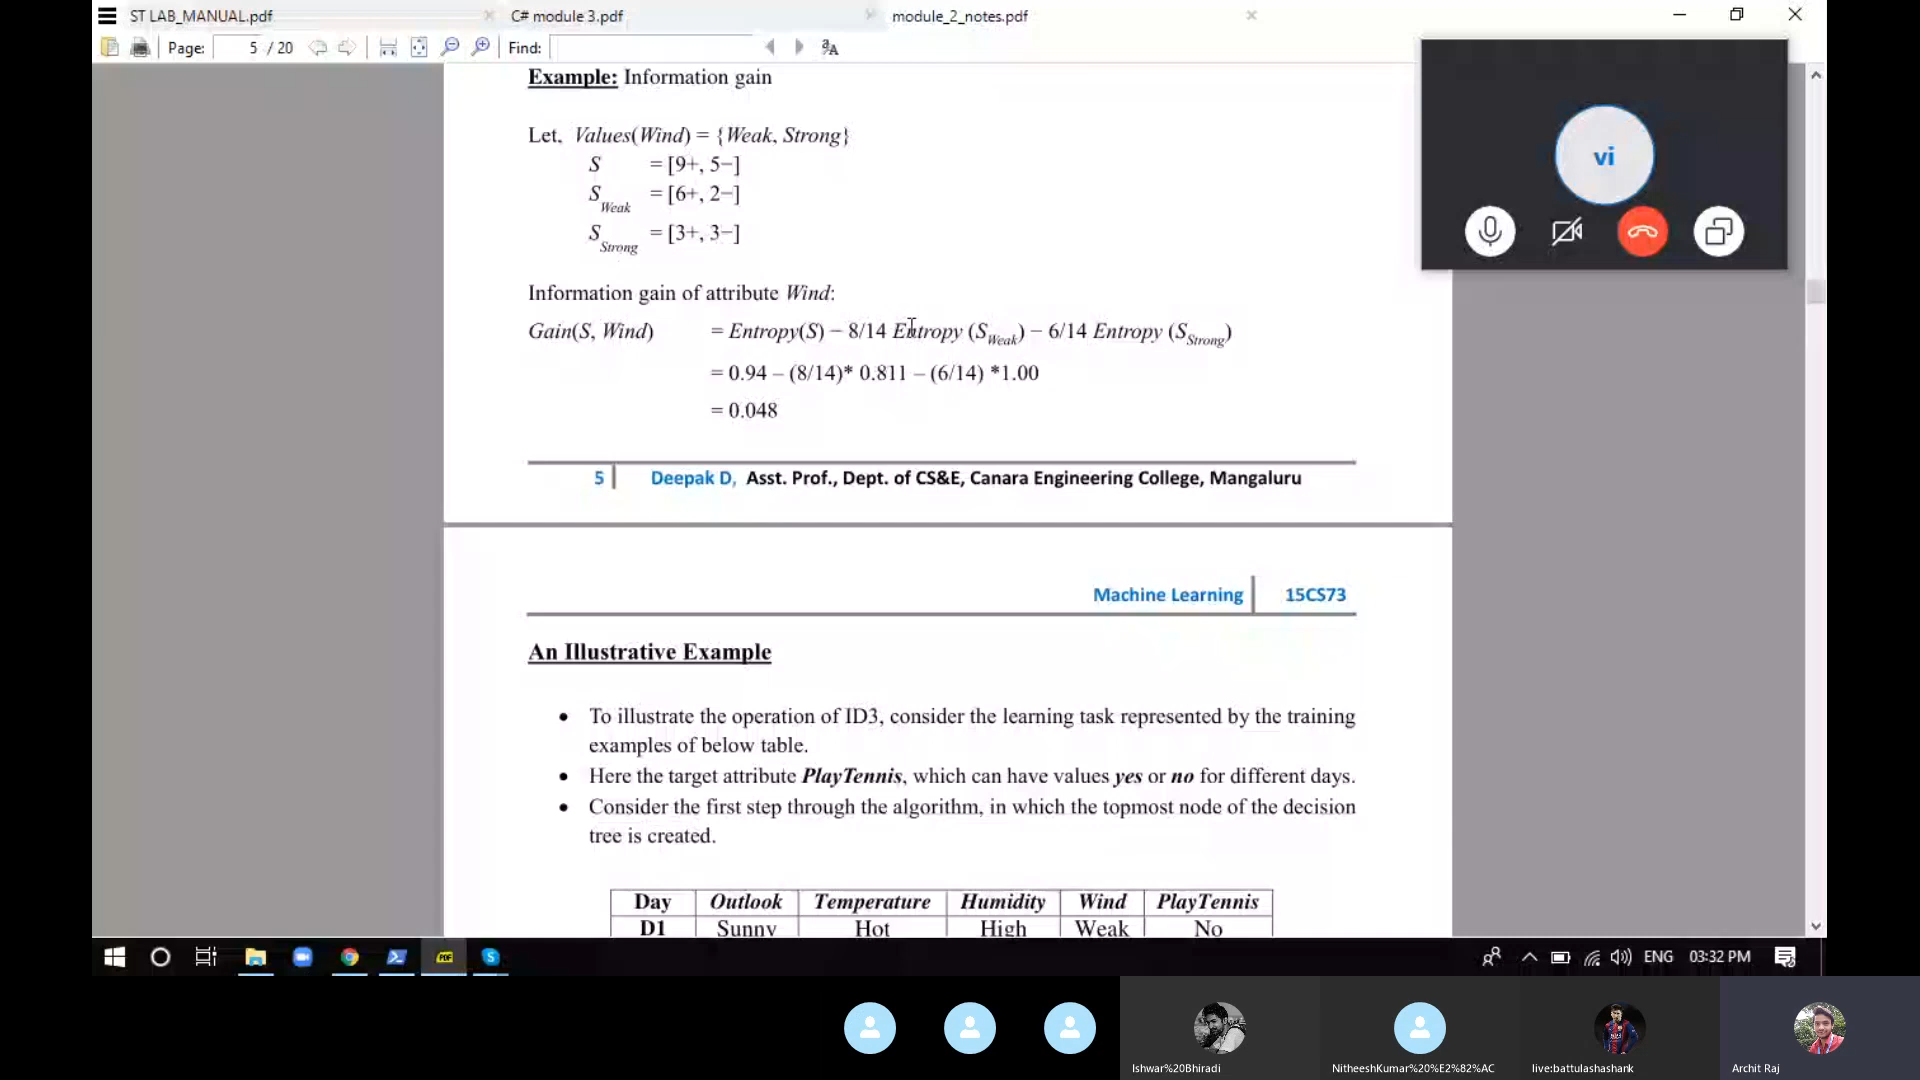 ST LAB_MANUAL.pdf
C# module 3.pdf
module_2_notes.pdf
Page: 5 / 20 Find:
Example: Information gain
Let, Values(Wind) = {Weak, Strong}
S = [9+, 5−]
S Weak = [6+, 2−]
S Strong = [3+, 3−]
Information gain of attribute Wind:
Gain(S, Wind) = Entropy(S) − 8/14 Entropy (S Weak) − 6/14 Entropy (S Strong)
= 0.94 – (8/14)* 0.811 – (6/14) *1.00
= 0.048
5 Deepak D, Asst. Prof., Dept. of CS&E, Canara Engineering College, Mangaluru
Machine Learning 15CS73
An Illustrative Example
• To illustrate the operation of ID3, consider the learning task represented by the training
examples of below table.
• Here the target attribute PlayTennis, which can have values yes or no for different days.
• Consider the first step through the algorithm, in which the topmost node of the decision
tree is created.
Day Outlook Temperature Humidity Wind PlayTennis
D1 Sunny Hot High Weak No
vi
PDF
S
ENG 03:32 PM
Ishwar%20Bhiradi
NitheeshKumar%20%E2%82%AC
live:battulashashank
Archit Raj